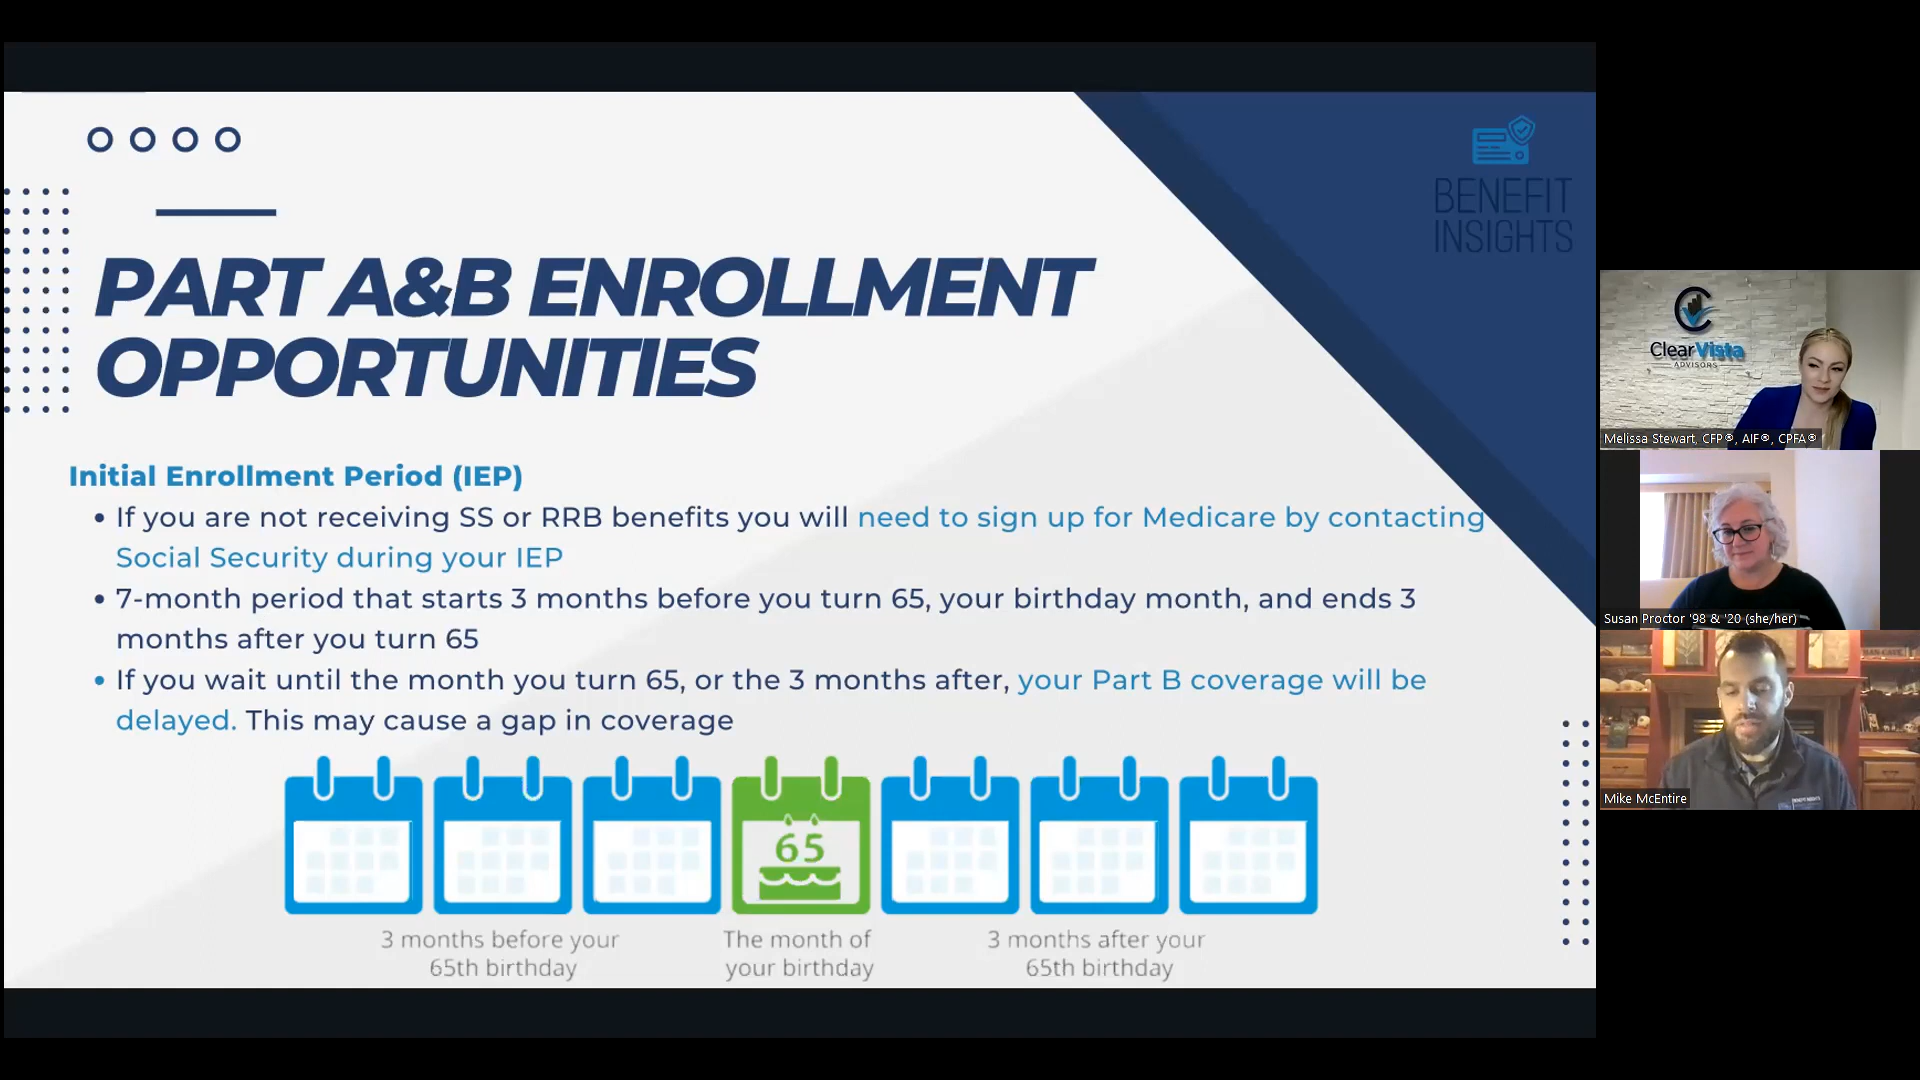 BENEFIT
INSIGHTS
PART A&B ENROLLMENT
OPPORTUNITIES
Initial Enrollment Period (IEP)
• If you are not receiving SS or RRB benefits you will need to sign up for Medicare by contacting
Social Security during your IEP
• 7-month period that starts 3 months before you turn 65, your birthday month, and ends 3
months after you turn 65
• If you wait until the month you turn 65, or the 3 months after, your Part B coverage will be
delayed. This may cause a gap in coverage
65
3 months before your
65th birthday
The month of
your birthday
3 months after your
65th birthday
ClearVista
ADVISORS
Melissa Stewart, CFP®, AIF®, CPFA®
Susan Proctor '98 & '20 (she/her)
MAN CAVE
BENEFIT INSIGHTS
Mike McEntire